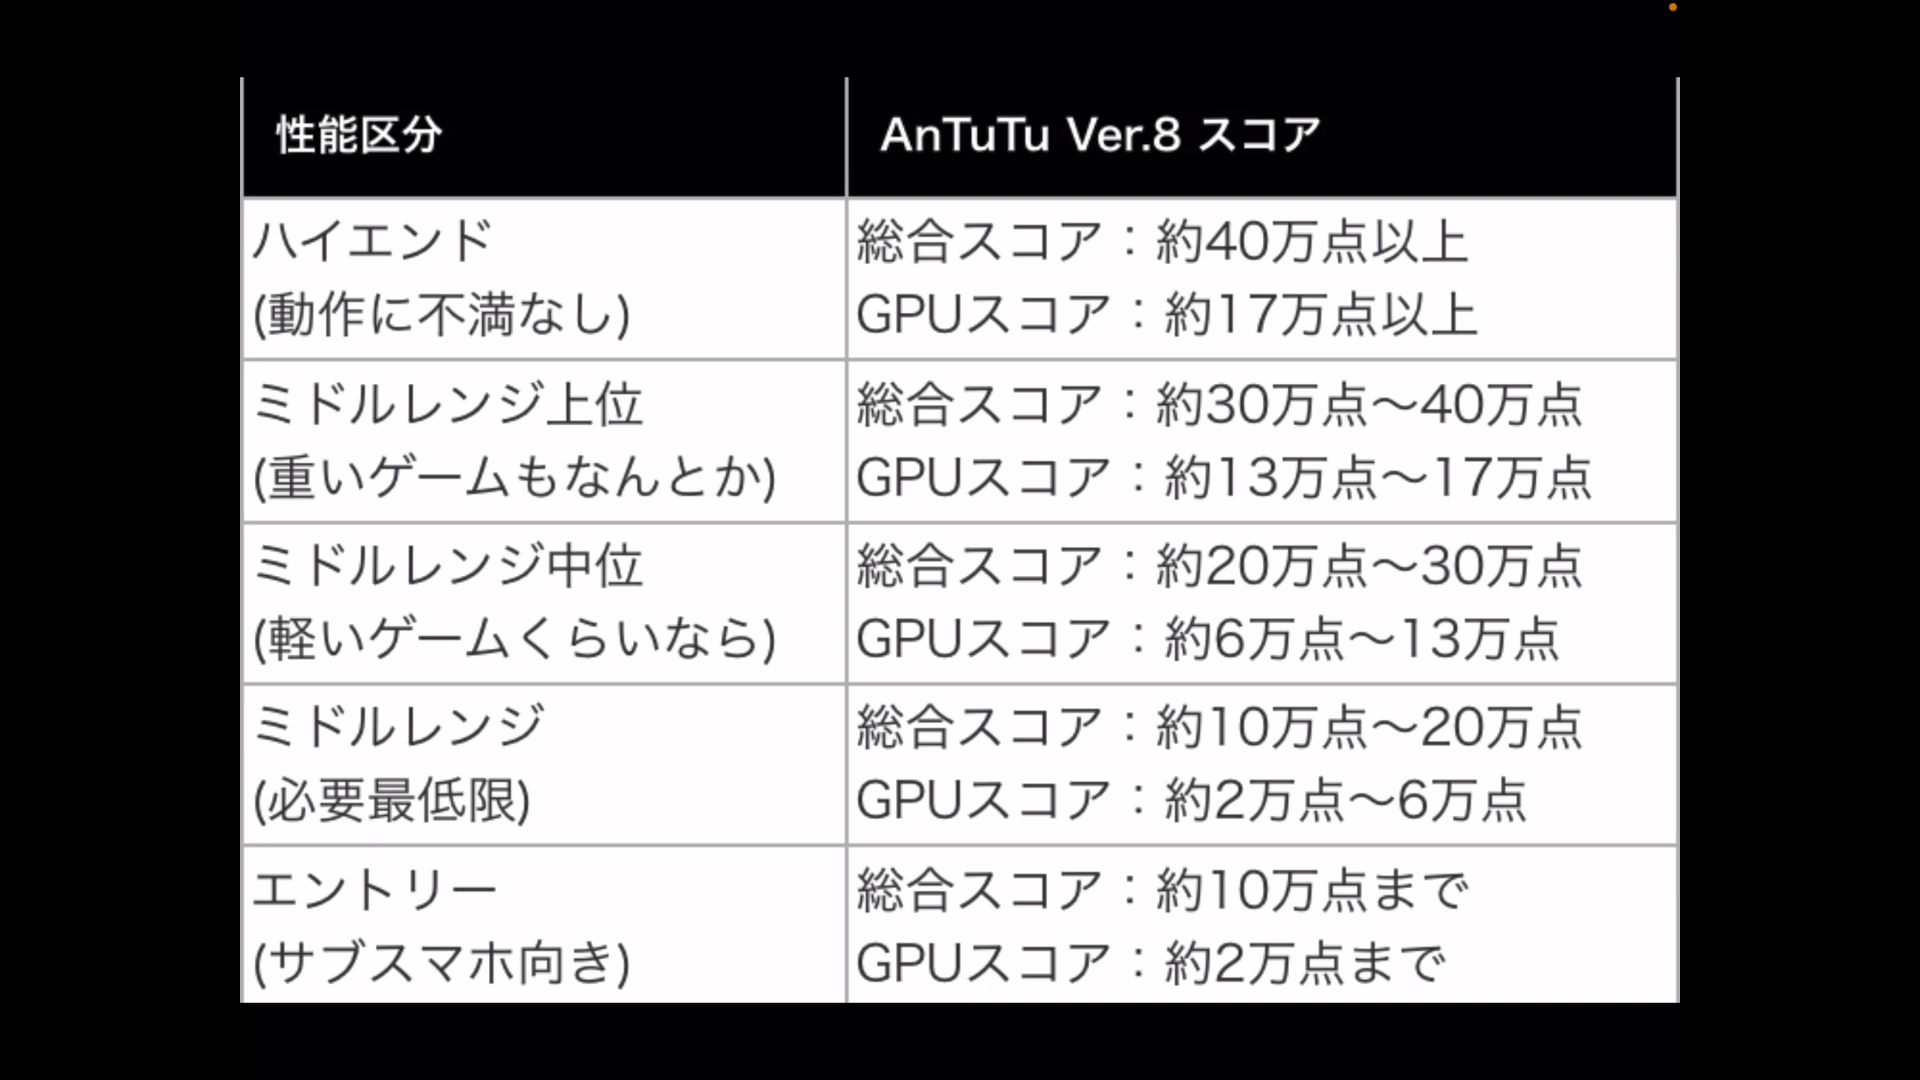 性能区分
AnTuTu Ver.8 スコア
ハイエンド
(動作に不満なし)
総合スコア：約40万点以上
GPUスコア：約17万点以上
ミドルレンジ上位
(重いゲームもなんとか)
総合スコア：約30万点〜40万点
GPUスコア：約13万点〜17万点
ミドルレンジ中位
(軽いゲームくらいなら)
総合スコア：約20万点〜30万点
GPUスコア：約6万点〜13万点
ミドルレンジ
(必要最低限)
総合スコア：約10万点〜20万点
GPUスコア：約2万点〜6万点
エントリー
(サブスマホ向き)
総合スコア：約10万点まで
GPUスコア：約2万点まで